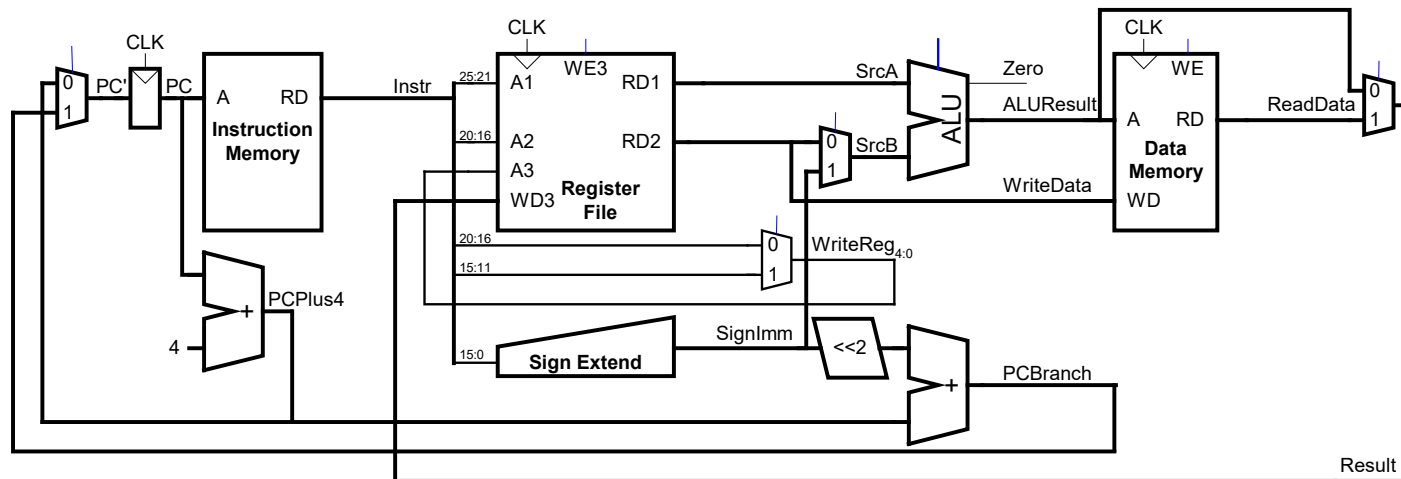 CLK
CLK
CLK
0
1
PC'
PC
A
RD
Instruction
Memory
Instr
25:21
20:16
A1
A2
A3
WD3
WE3
RD1
RD2
Register
File
SrcA
0
1
SrcB
ALU
Zero
ALUResult
WriteData
WE
A
RD
Data
Memory
WD
ReadData
0
1
20:16
15:11
0
1
WriteReg4:0
4
+
PCPlus4
15:0
Sign Extend
SignImm
<<2
+
PCBranch
Result